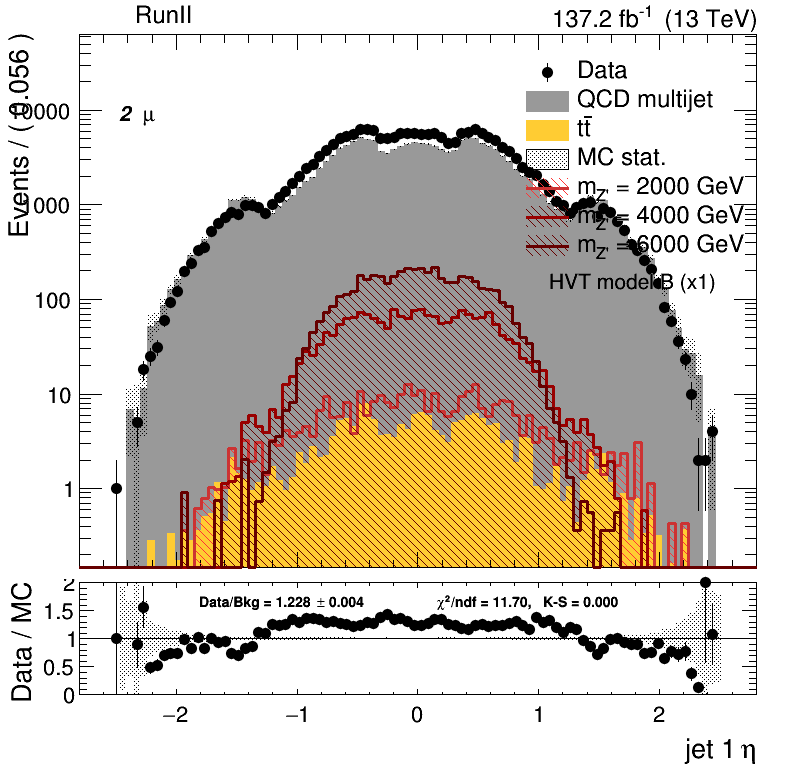 RunII
137.2 fb⁻¹ (13 TeV)
Events / ( 0.056 )
2 μ
Data
QCD multijet
tt̅
MC stat.
m_Z' = 2000 GeV
m_Z' = 4000 GeV
m_Z' = 6000 GeV
HVT model B (x1)
10000
1000
100
10
1
Data / MC
Data/Bkg = 1.228 ± 0.004
χ²/ndf = 11.70, K-S = 0.000
2
1.5
1
0.5
0
−2
−1
0
1
2
jet 1 η